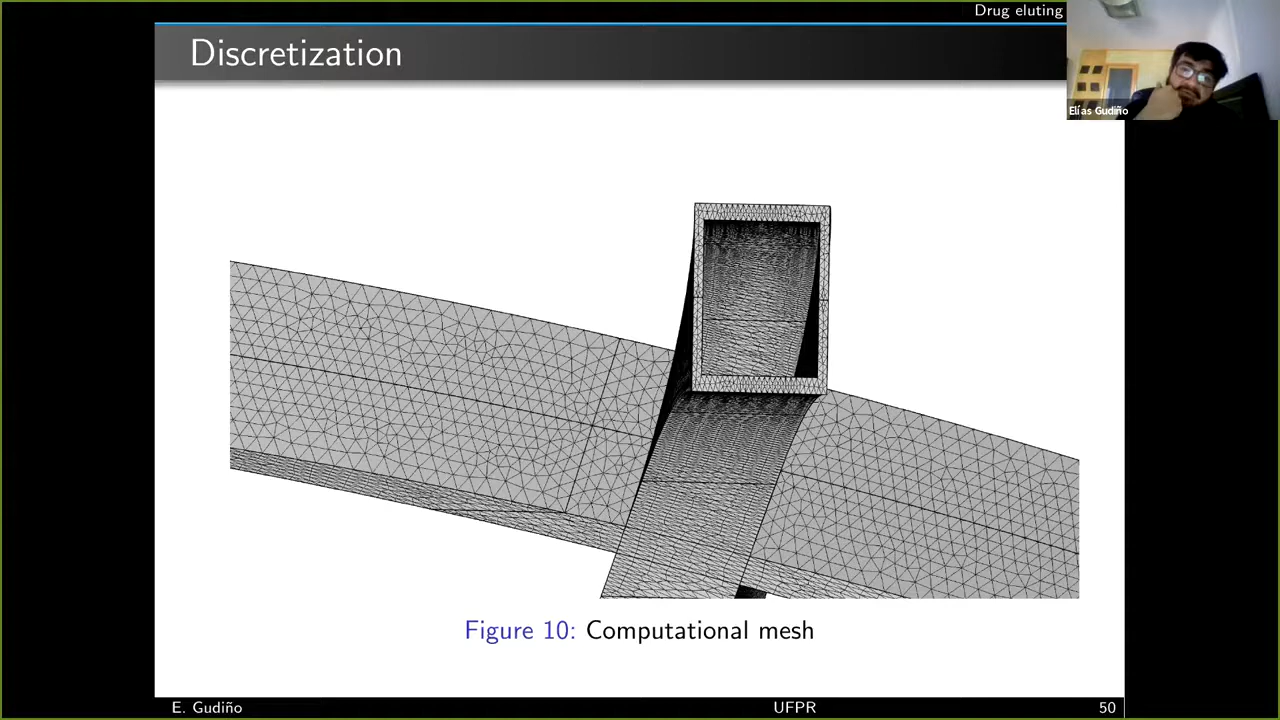 Drug eluting
Discretization
Elías Gudiño
Figure 10: Computational mesh
E. Gudiño
UFPR
50